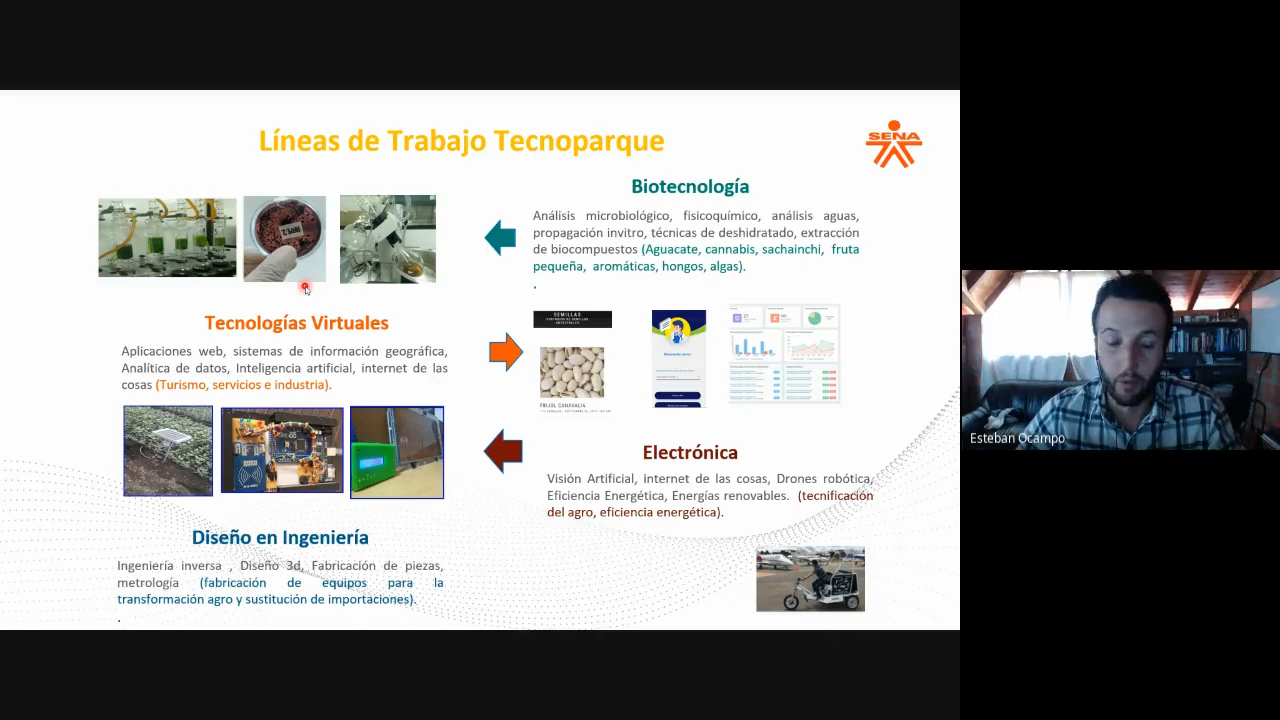 Líneas de Trabajo Tecnoparque
SENA
Biotecnología
Análisis microbiológico, fisicoquímico, análisis aguas,
propagación invitro, técnicas de deshidratado, extracción
de biocompuestos (Aguacate, cannabis, sachainchi, fruta
pequeña, aromáticas, hongos, algas).
.
Tecnologías Virtuales
Aplicaciones web, sistemas de información geográfica,
Analítica de datos, Inteligencia artificial, internet de las
cosas (Turismo, servicios e industria).
SEMILLAS
FRIJOL CANAVALIA
Electrónica
Visión Artificial, internet de las cosas, Drones robótica,
Eficiencia Energética, Energías renovables. (tecnificación
del agro, eficiencia energética).
Diseño en Ingeniería
Ingeniería inversa , Diseño 3d, Fabricación de piezas,
metrología (fabricación de equipos para la
transformación agro y sustitución de importaciones).
.
Esteban Ocampo